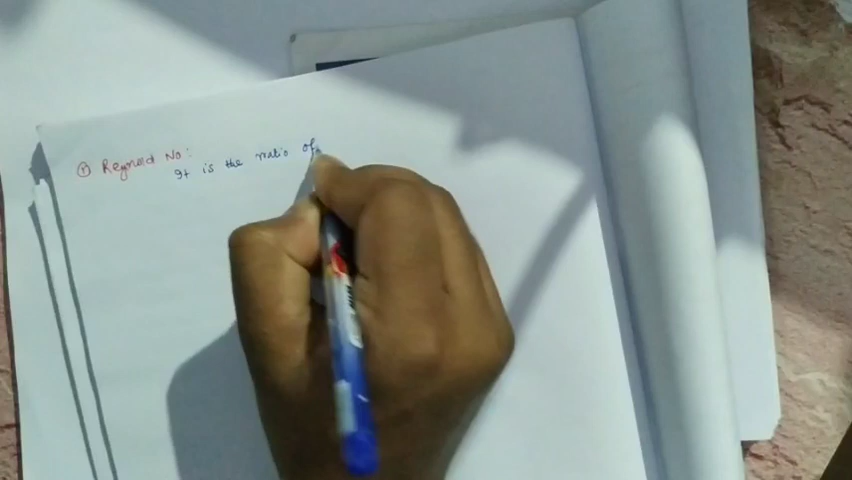 ① Reynold No:
It is the ratio of